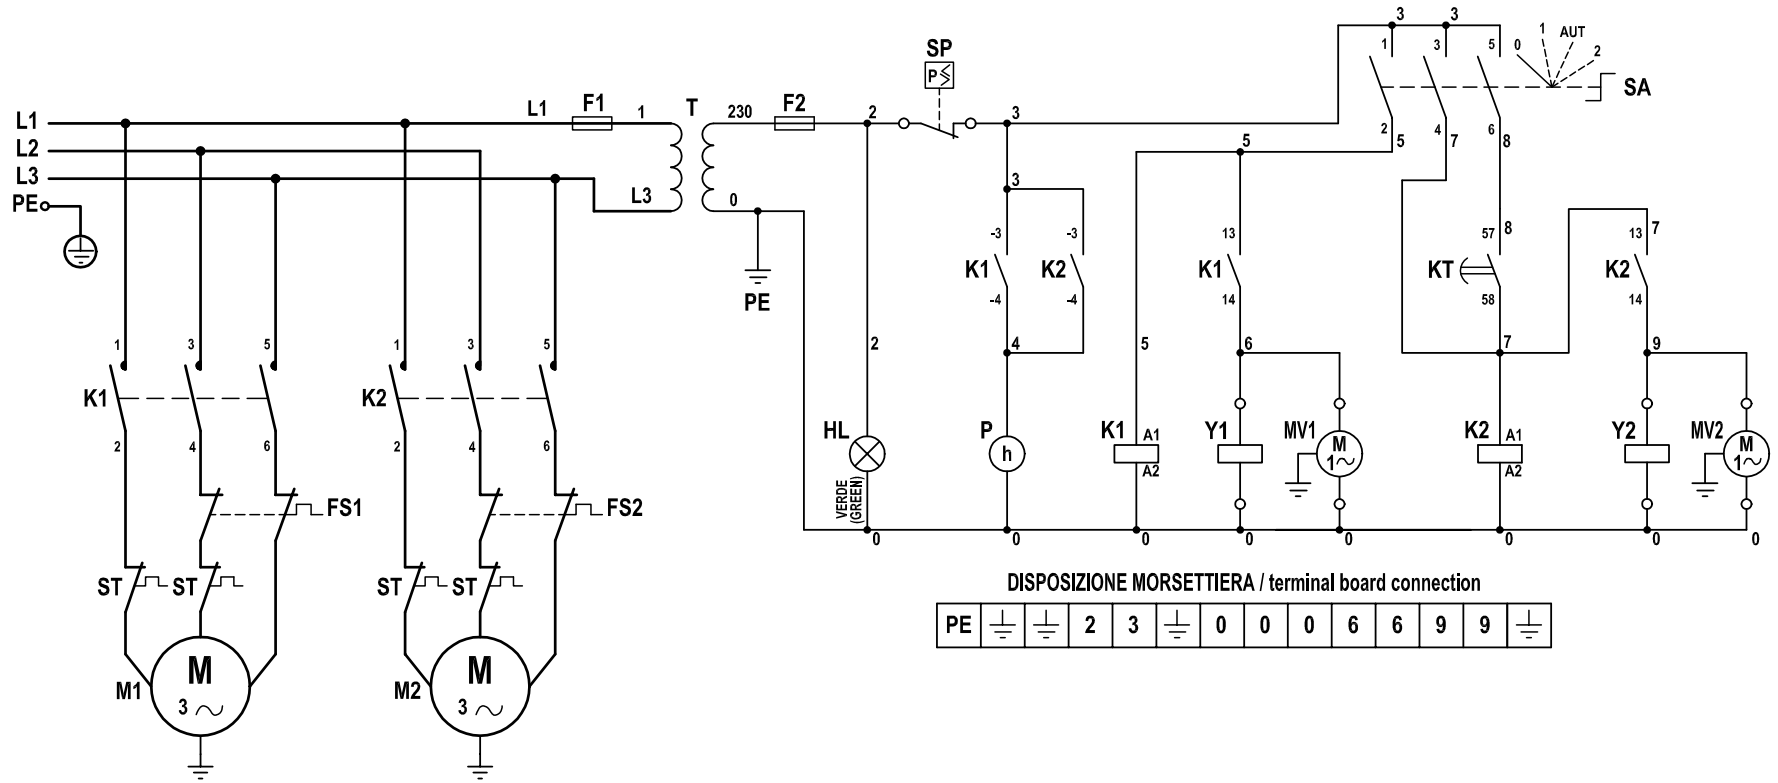 L1
L2
L3
PE
L1 F1 1 T 230 F2 2
L3 0
PE
SP
P
3
3 3
1 3 5
2 4 6
5 7 8
0 1 AUT 2
SA
5
3
-3 -3
K1 K2
-4 -4
4
13
K1
14
5 6
57 8
KT
58
7
13 7
K2
14
9
2
1 3 5
K1
2 4 6
1 3 5
K2
2 4 6
FS1
FS2
ST ST
ST ST
M1 M
3
M2 M
3
HL
VERDE
(GREEN)
P h
K1 A1
A2
Y1
MV1 M
1
K2 A1
A2
Y2
MV2 M
1
0 0 0 0 0 0 0 0
DISPOSIZIONE MORSETTIERA / terminal board connection
PE 2 3 0 0 0 6 6 9 9